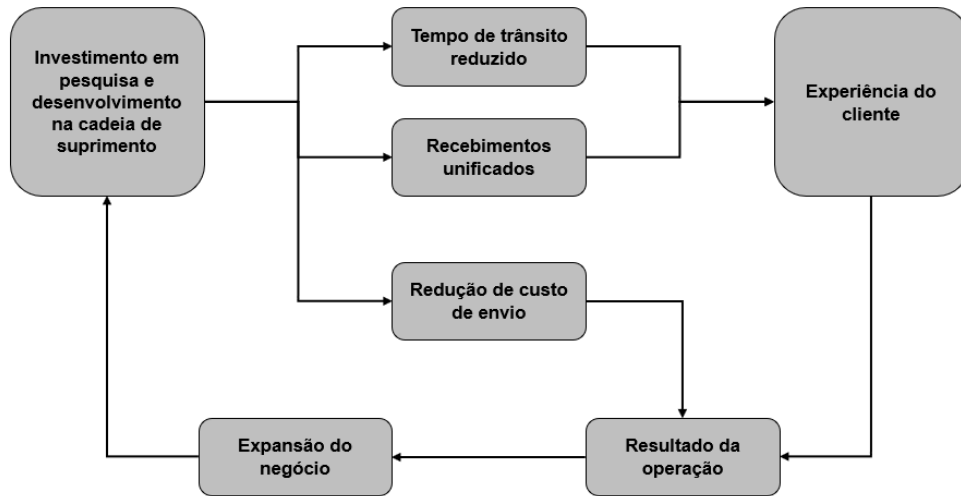 Investimento em
pesquisa e
desenvolvimento
na cadeia de
suprimento
Tempo de trânsito
reduzido
Recebimentos
unificados
Redução de custo
de envio
Experiência do
cliente
Expansão do
negócio
Resultado da
operação